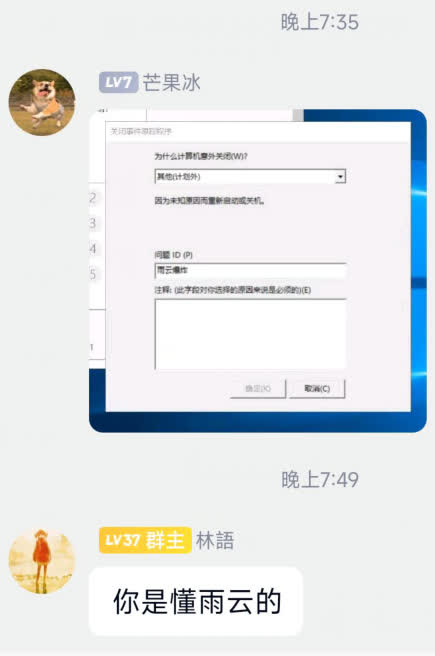 晚上7:35
LV7 芒果冰
关闭事件跟踪程序
为什么计算机意外关闭(W)?
其他(计划外)
因为未知原因而重新启动或关机。
问题 ID (P)
雨云爆炸
注释: (此字段对你选择的原因来说是必须的)(E)
确定(K)
取消(C)
2
3
4
5
1
晚上7:49
LV37 群主 林語
你是懂雨云的